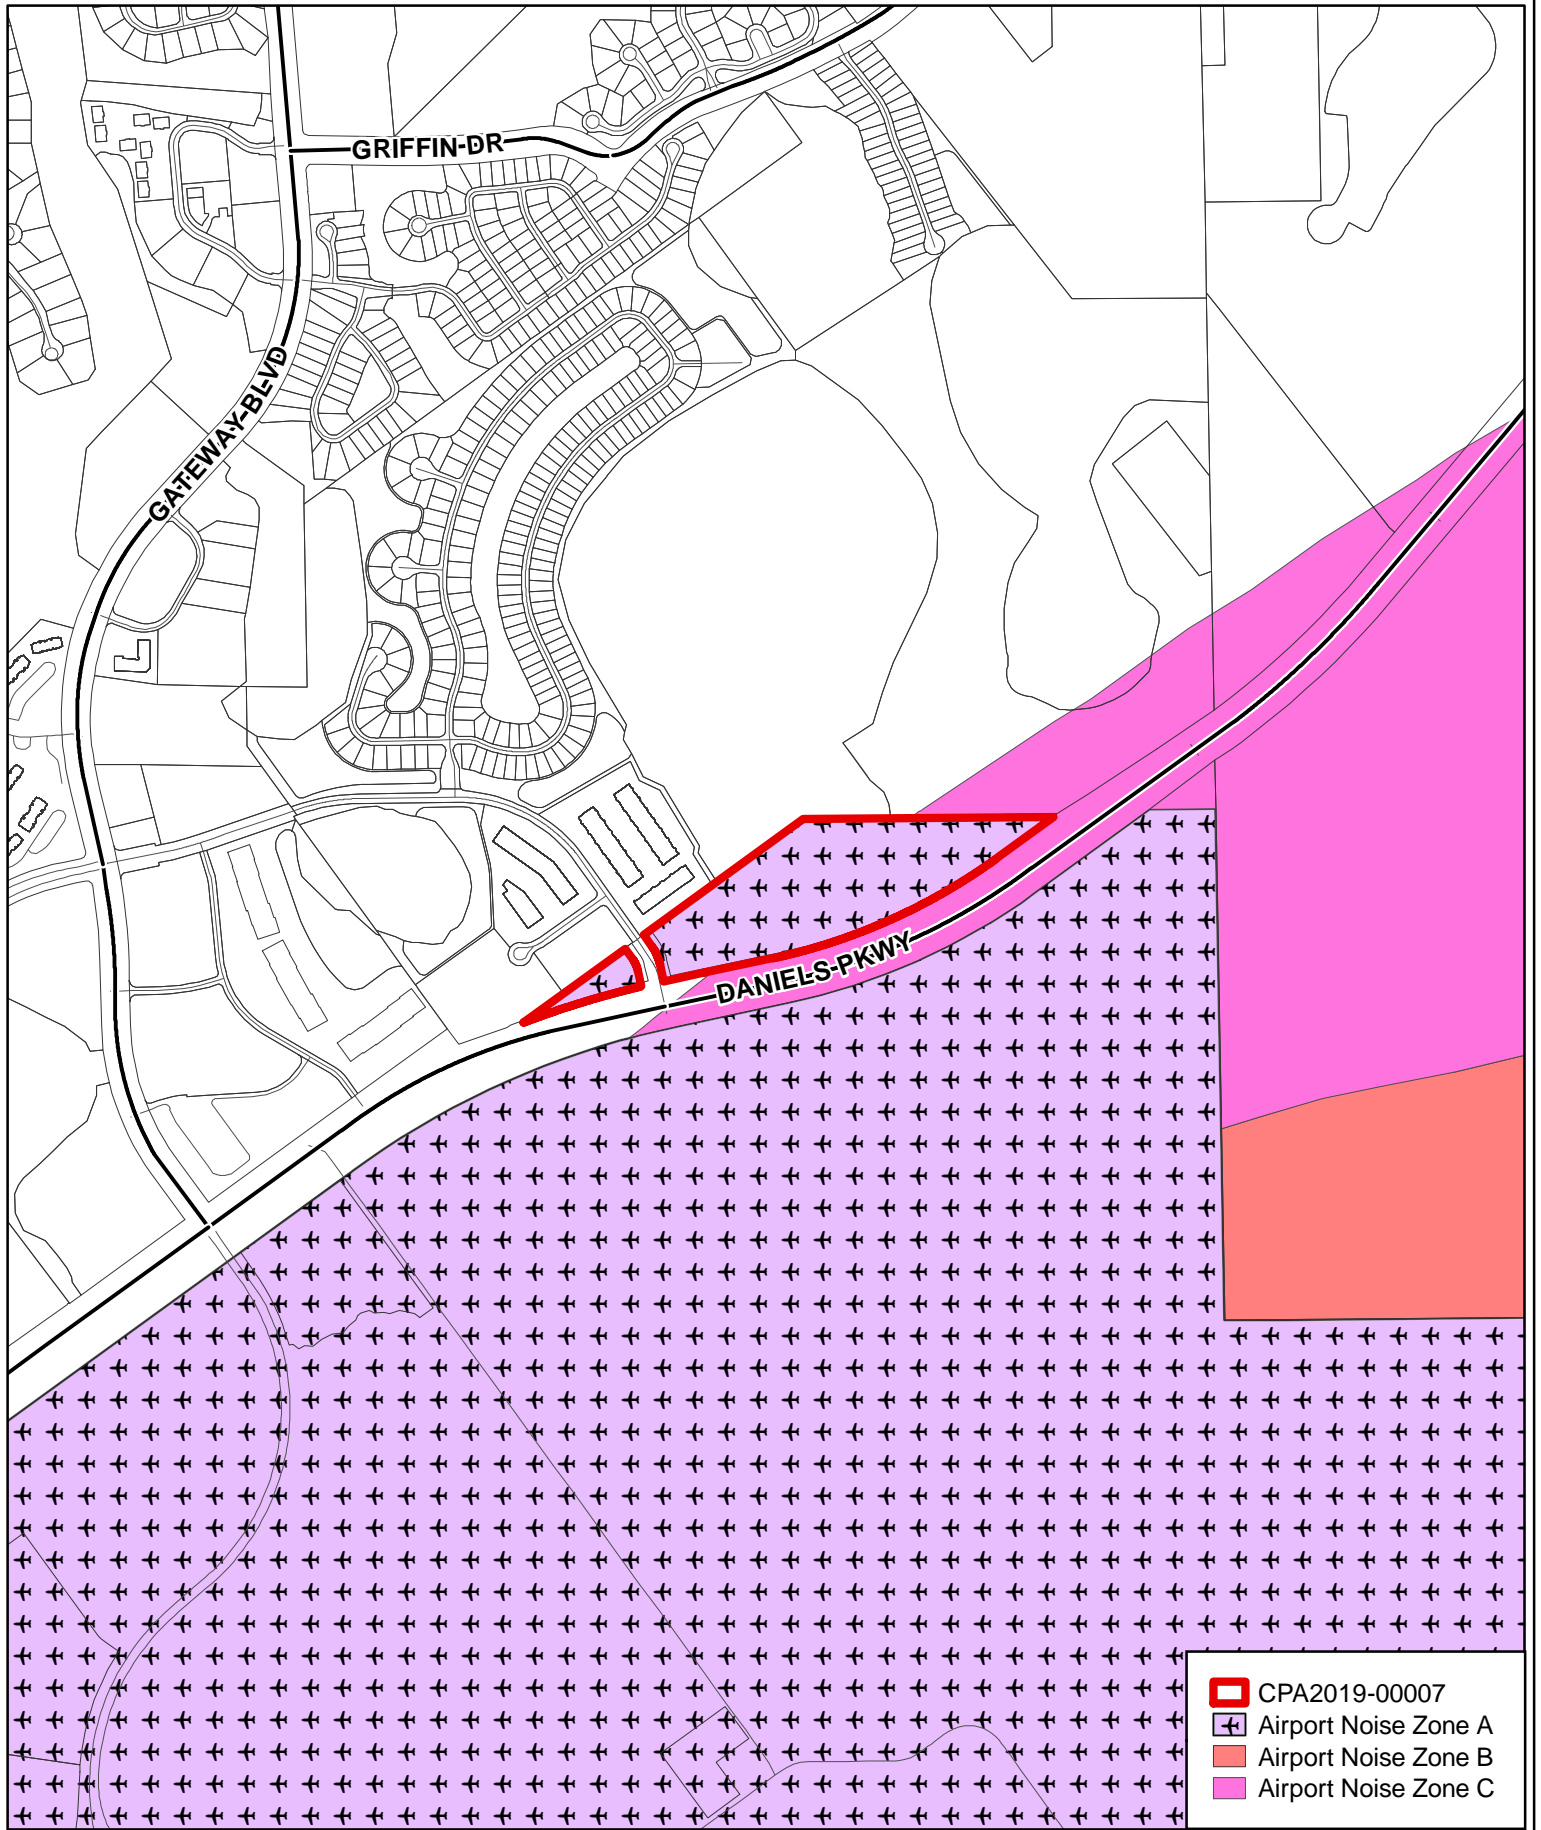 GRIFFIN DR
GATEWAY BLVD
DANIELS PKWY
CPA2019-00007
Airport Noise Zone A
Airport Noise Zone B
Airport Noise Zone C